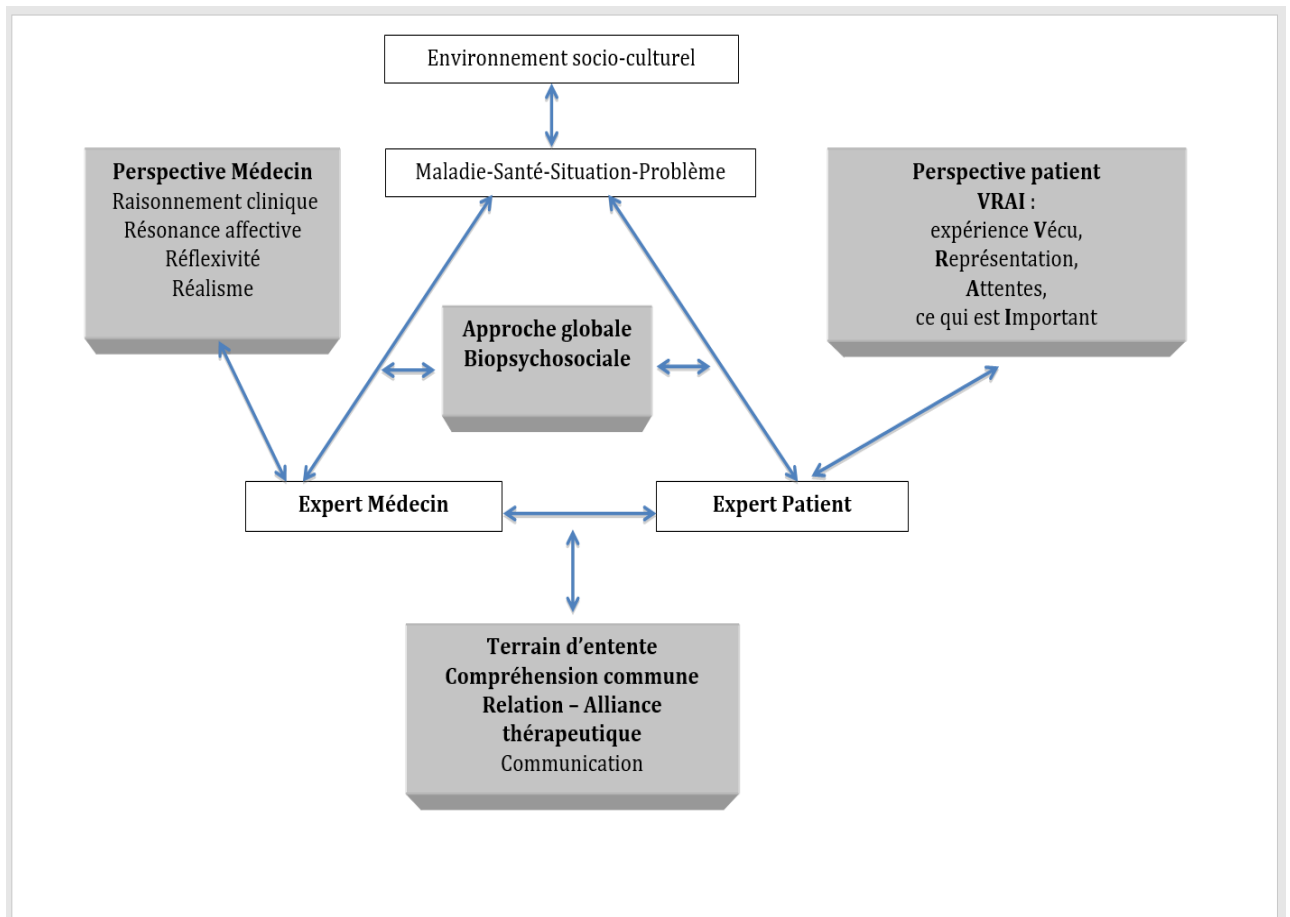 Environnement socio-culturel
Maladie-Santé-Situation-Problème
Perspective Médecin
Raisonnement clinique
Résonance affective
Réflexivité
Réalisme
Perspective patient
VRAI :
expérience Vécu,
Représentation,
Attentes,
ce qui est Important
Approche globale
Biopsychosociale
Expert Médecin
Expert Patient
Terrain d’entente
Compréhension commune
Relation – Alliance
thérapeutique
Communication